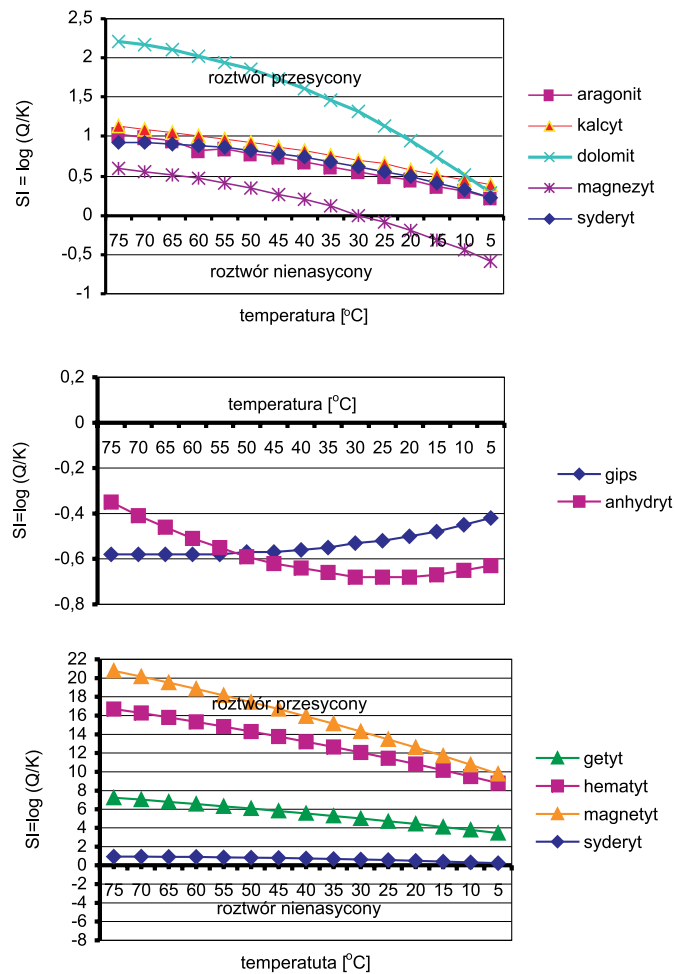 2,5
2
1,5
1
0,5
0
-0,5
-1
SI = log (Q/K)
roztwór przesycony
75 70 65 60 55 50 45 40 35 30 25 20 15 10 5
roztwór nienasycony
temperatura [°C]
aragonit
kalcyt
dolomit
magnezyt
syderyt
0,2
0
-0,2
-0,4
-0,6
-0,8
SI=log (Q/K)
temperatura [°C]
75 70 65 60 55 50 45 40 35 30 25 20 15 10 5
gips
anhydryt
22
20
18
16
14
12
10
8
6
4
2
0
-2
-4
-6
-8
SI=log (Q/K)
roztwór przesycony
75 70 65 60 55 50 45 40 35 30 25 20 15 10 5
roztwór nienasycony
temperatuta [°C]
getyt
hematyt
magnetyt
syderyt